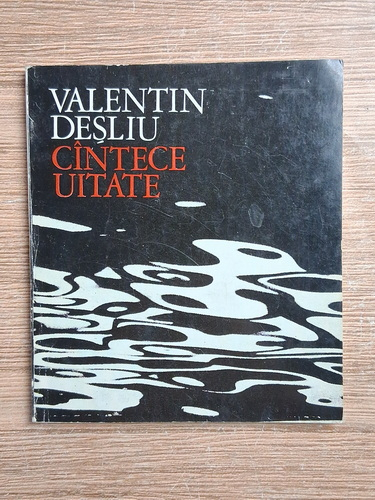 VALENTIN
DEȘLIU
CÎNTECE
UITATE